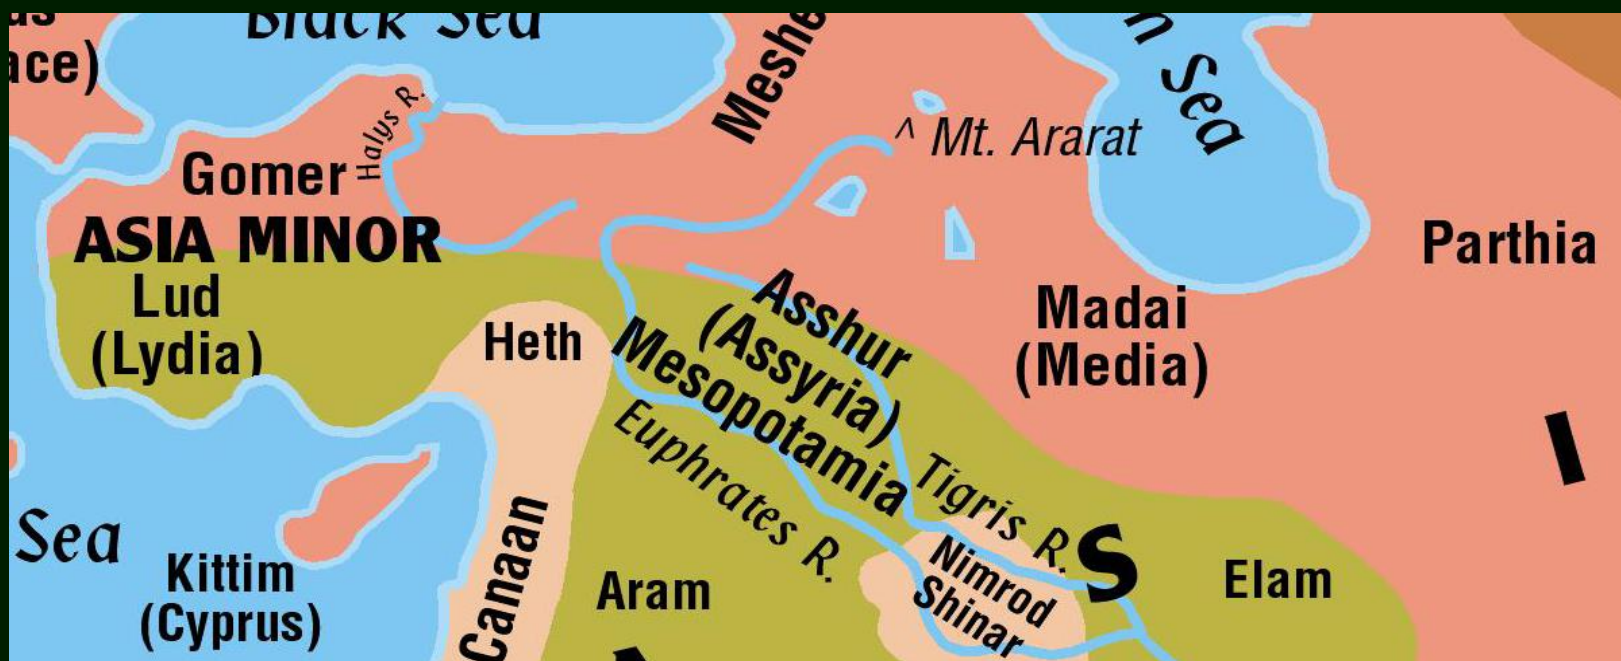 Black Sea
ace)
Meshe
Sea
Halys R.
^ Mt. Ararat
Gomer
ASIA MINOR
Parthia
Lud
(Lydia)
Heth
Asshur
(Assyria)
Mesopotamia
Madai
(Media)
Euphrates R.
Tigris R.
I
S
Sea
Kittim
(Cyprus)
Canaan
Aram
Nimrod
Shinar
Elam